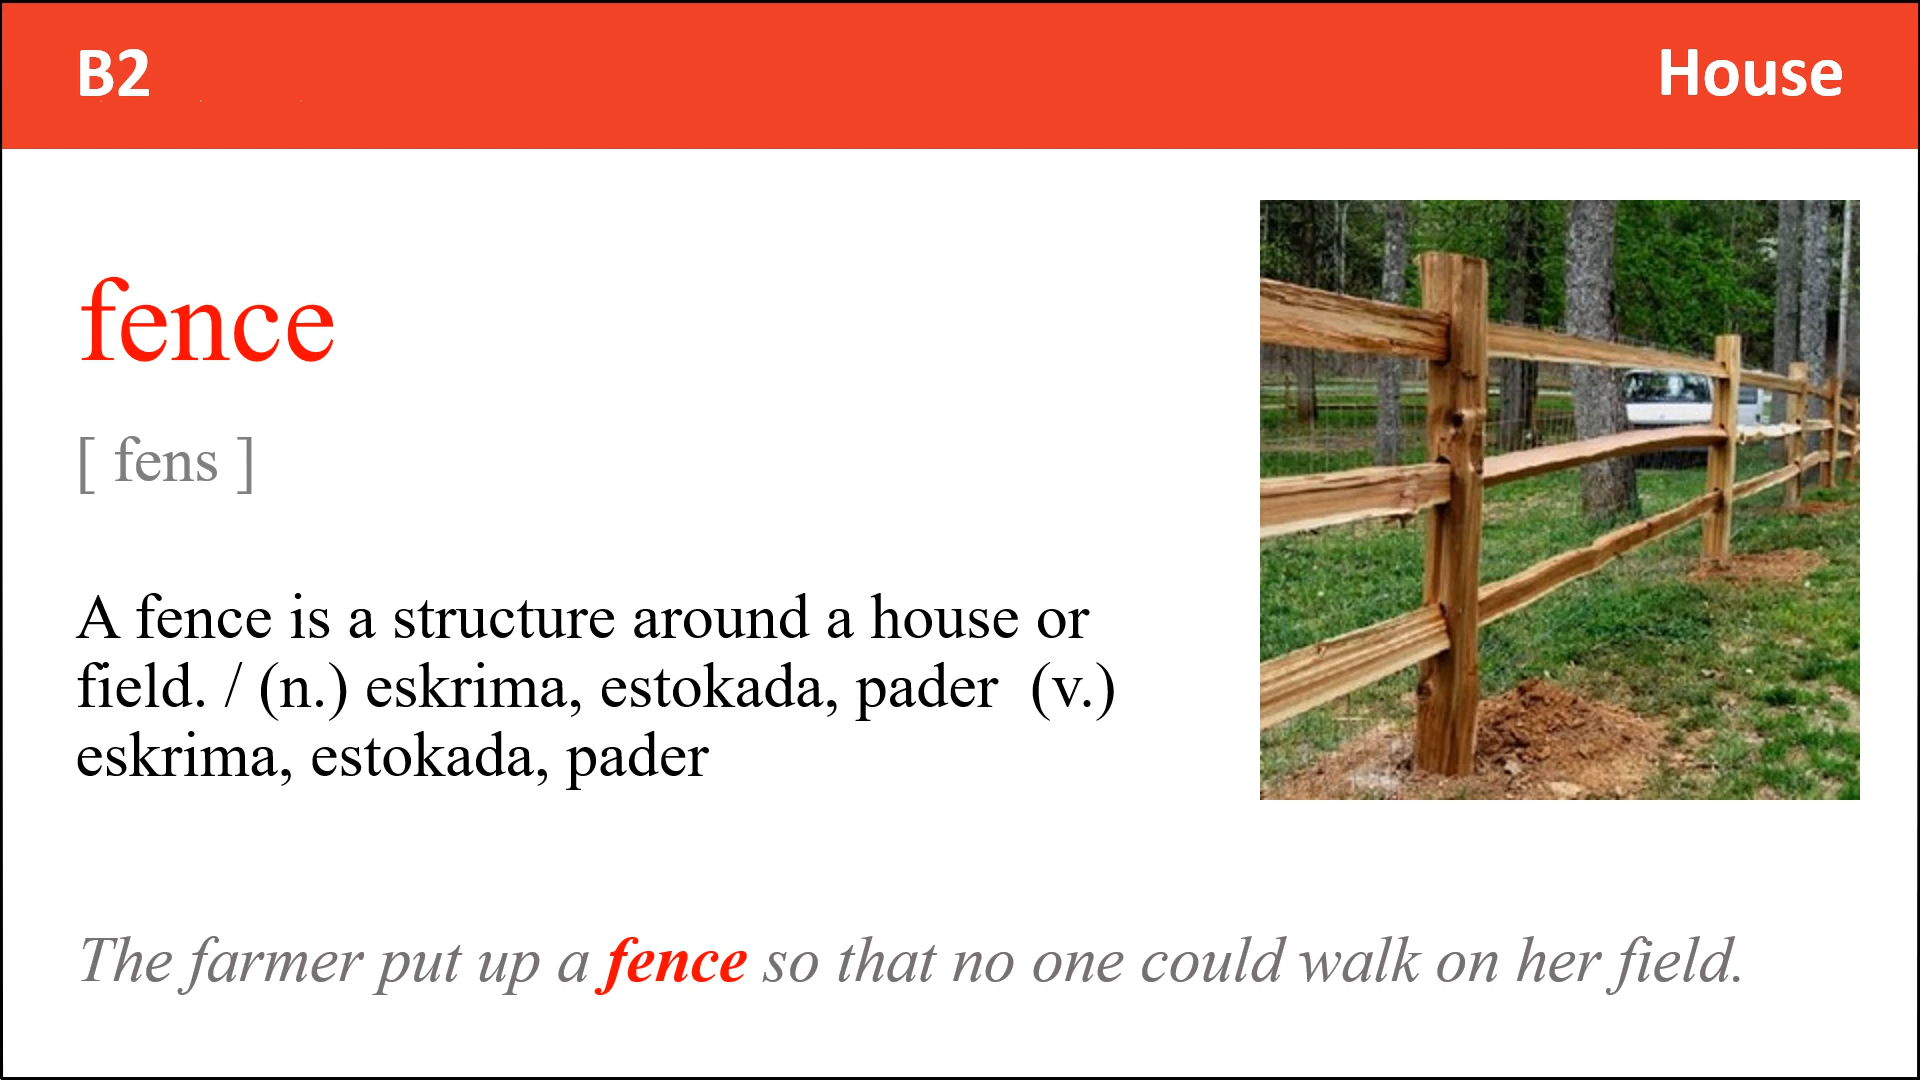 B2
House
fence
[ fens ]
A fence is a structure around a house or
field. / (n.) eskrima, estokada, pader  (v.)
eskrima, estokada, pader
The farmer put up a fence so that no one could walk on her field.